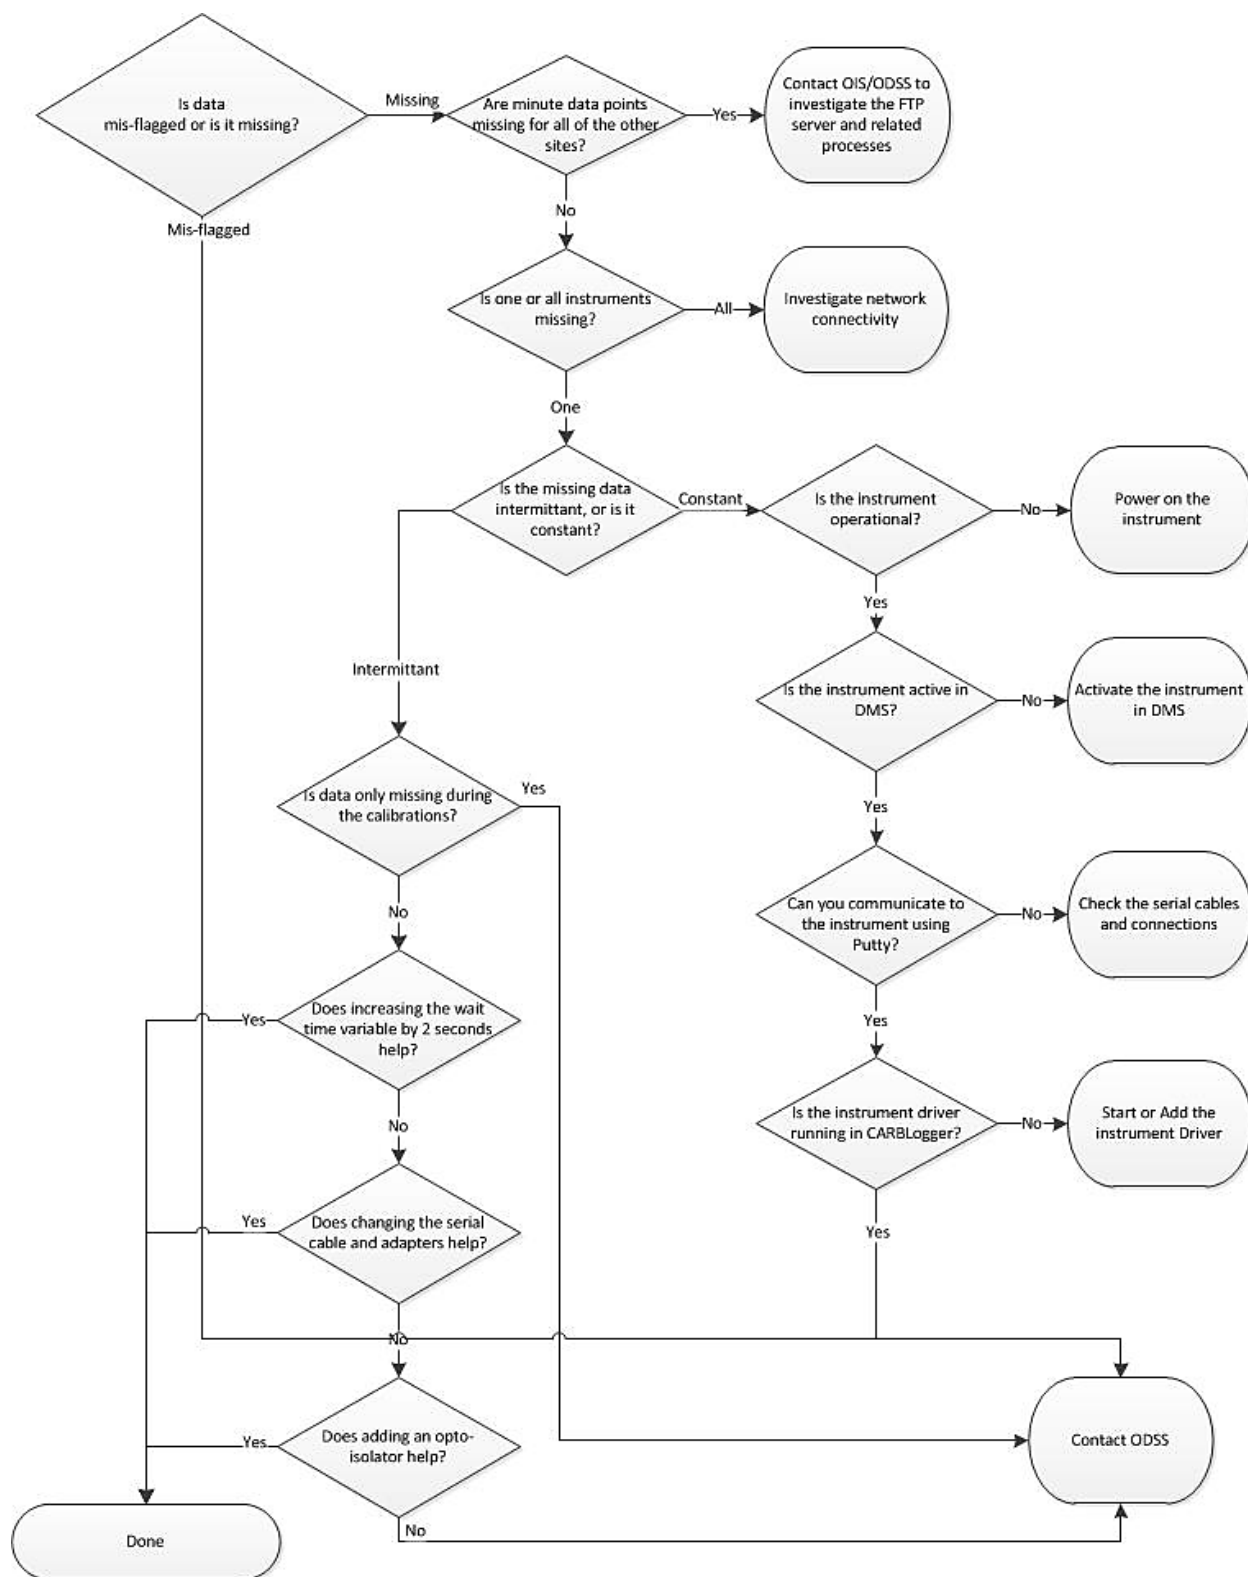 Is data
mis-flagged or is it missing?
Missing
Are minute data points
missing for all of the other
sites?
Yes
Contact OIS/ODSS to
investigate the FTP
server and related
processes
Mis-flagged
No
Is one or all instruments
missing?
All
Investigate network
connectivity
One
Is the missing data
intermittant, or is it
constant?
Constant
Is the instrument
operational?
No
Power on the
instrument
Yes
Intermittant
Is the instrument active in
DMS?
No
Activate the instrument
in DMS
Yes
Is data only missing during
the calibrations?
Yes
No
Can you communicate to
the instrument using
Putty?
No
Check the serial cables
and connections
Yes
Does increasing the wait
time variable by 2 seconds
help?
Yes
No
Is the instrument driver
running in CARBLogger?
No
Start or Add the
instrument Driver
Yes
Does changing the serial
cable and adapters help?
Yes
No
Does adding an opto-
isolator help?
Yes
No
Contact ODSS
Done